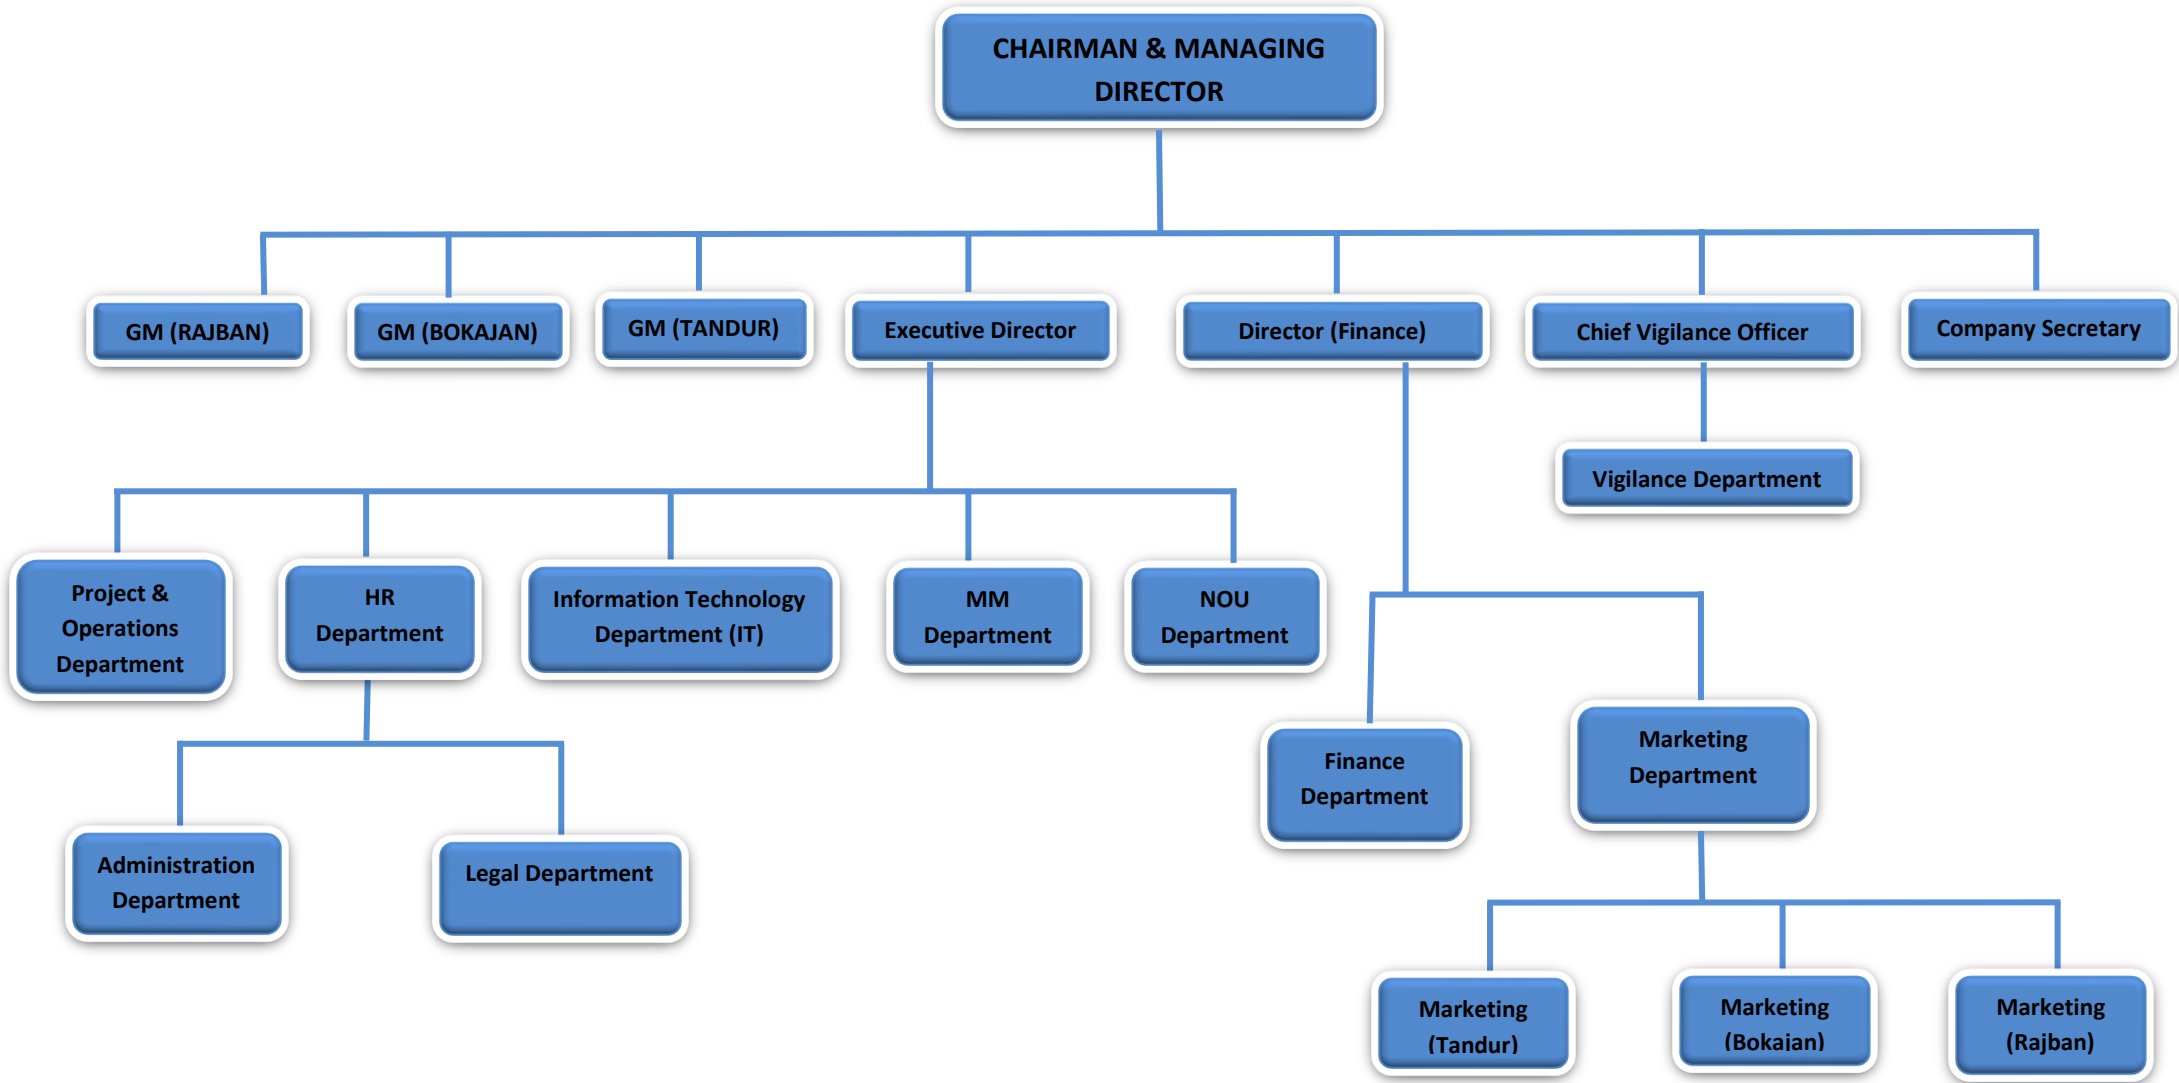 CHAIRMAN & MANAGING
DIRECTOR
GM (RAJBAN)
GM (BOKAJAN)
GM (TANDUR)
Executive Director
Director (Finance)
Chief Vigilance Officer
Company Secretary
Vigilance Department
Project &
Operations
Department
HR
Department
Information Technology
Department (IT)
MM
Department
NOU
Department
Finance
Department
Marketing
Department
Administration
Department
Legal Department
Marketing
(Tandur)
Marketing
(Bokajan)
Marketing
(Rajban)